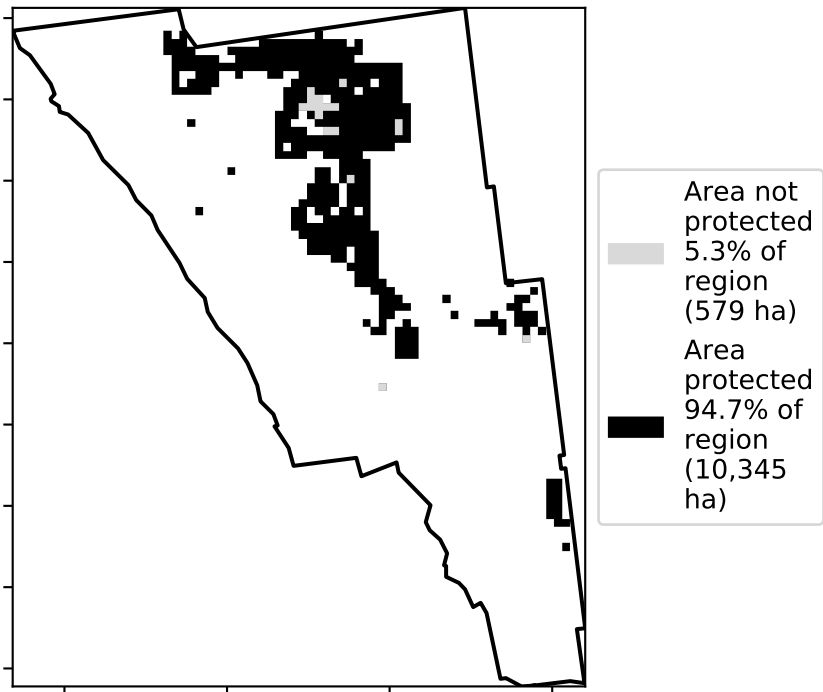 Area not
protected
5.3% of
region
(579 ha)
Area
protected
94.7% of
region
(10,345
ha)